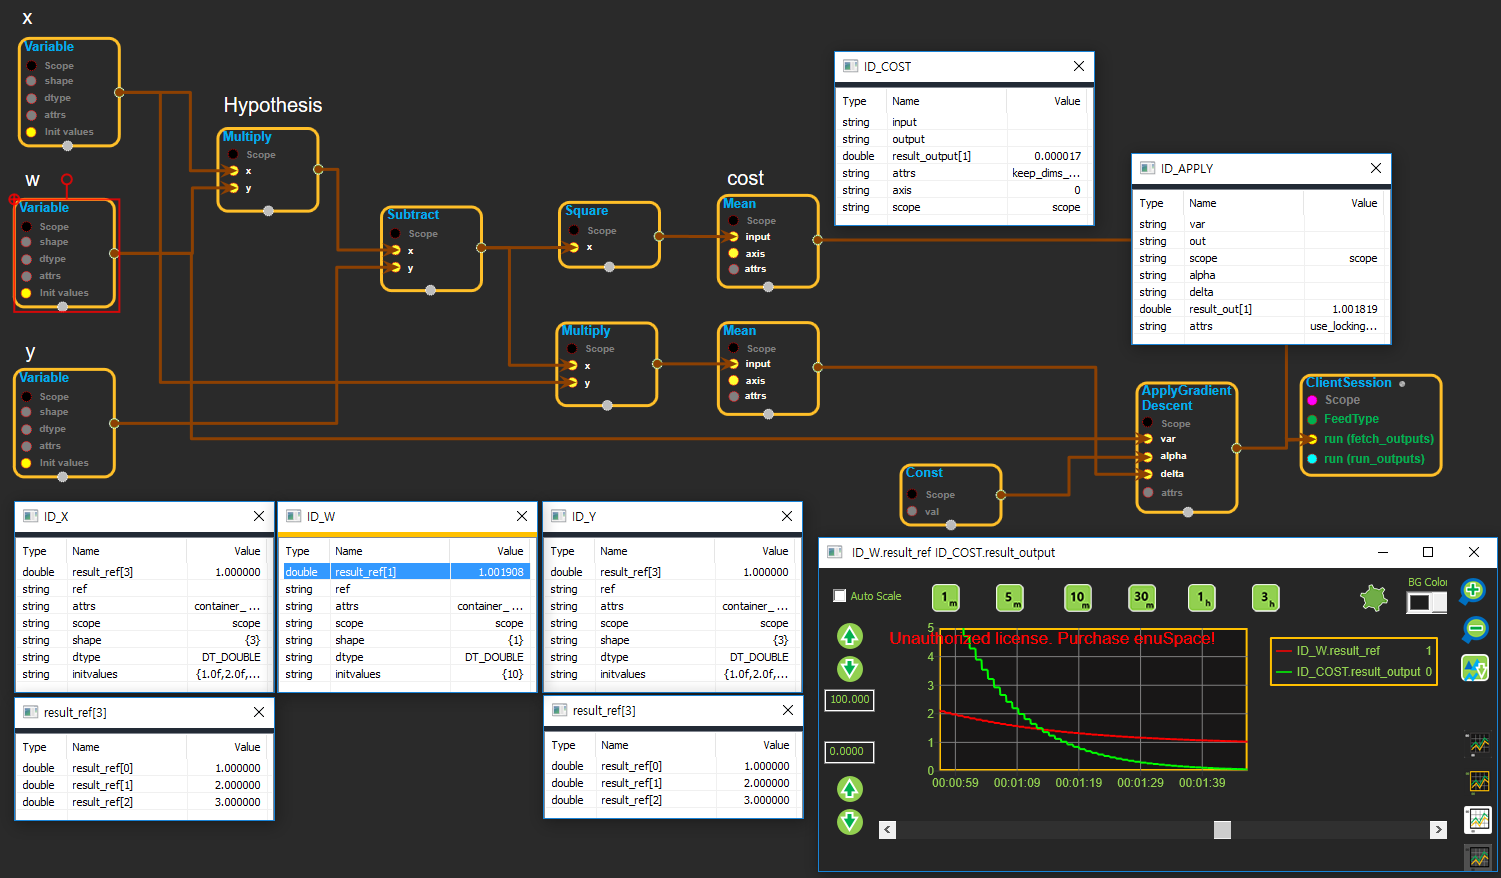 x
Variable
Scope
shape
dtype
attrs
Init values
w
Variable
Scope
shape
dtype
attrs
Init values
y
Variable
Scope
shape
dtype
attrs
Init values
Hypothesis
Multiply
Scope
x
y
Subtract
Scope
x
y
Square
Scope
x
Multiply
Scope
x
y
cost
Mean
Scope
input
axis
attrs
Mean
Scope
input
axis
attrs
Const
Scope
val
ApplyGradient
Descent
Scope
var
alpha
delta
attrs
ClientSession
Scope
FeedType
run (fetch_outputs)
run (run_outputs)
ID_COST
Type Name Value
string input
string output
double result_output[1] 0.000017
string attrs keep_dims_...
string axis 0
string scope scope
ID_APPLY
Type Name Value
string var
string out
string scope scope
string alpha
string delta
double result_out[1] 1.001819
string attrs use_locking...
ID_X
Type Name Value
double result_ref[3] 1.000000
string ref
string attrs container_ ...
string scope scope
string shape {3}
string dtype DT_DOUBLE
string initvalues {1.0f,2.0f,...
ID_W
Type Name Value
double result_ref[1] 1.001908
string ref
string attrs container_ ...
string scope scope
string shape {1}
string dtype DT_DOUBLE
string initvalues {10}
ID_Y
Type Name Value
double result_ref[3] 1.000000
string ref
string attrs container_ ...
string scope scope
string shape {3}
string dtype DT_DOUBLE
string initvalues {1.0f,2.0f,...
result_ref[3]
Type Name Value
double result_ref[0] 1.000000
double result_ref[1] 2.000000
double result_ref[2] 3.000000
result_ref[3]
Type Name Value
double result_ref[0] 1.000000
double result_ref[1] 2.000000
double result_ref[2] 3.000000
ID_W.result_ref ID_COST.result_output
Auto Scale
1 m
5 m
10 m
30 m
1 h
3 h
BG Color
100.000
0.0000
Unauthorized license. Purchase enuSpace!
5
4
3
2
1
0
00:00:59 00:01:09 00:01:19 00:01:29 00:01:39
ID_W.result_ref 1
ID_COST.result_output 0